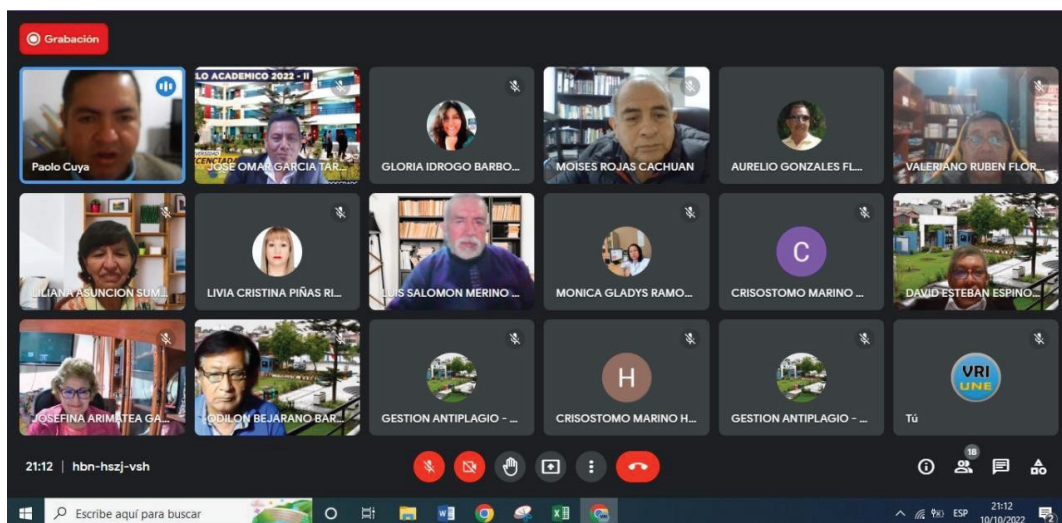 Grabación
LO ACADEMICO 2022 - II
CENCIADA
Paolo Cuya
JOSE OMAR GARCIA TAR...
GLORIA IDROGO BARBO...
MOISES ROJAS CACHUAN
AURELIO GONZALES FL...
VALERIANO RUBEN FLOR...
LILIANA ASUNCION SUM...
LIVIA CRISTINA PIÑAS RI...
LUIS SALOMON MERINO ...
MONICA GLADYS RAMO...
C
CRISOSTOMO MARINO ...
DAVID ESTEBAN ESPINO...
JOSEFINA ARIMATEA GA...
ODILON BEJARANO BAR...
GESTION ANTIPLAGIO - ...
H
CRISOSTOMO MARINO H...
GESTION ANTIPLAGIO - ...
VRI
UNE
Tú
21:12 | hbn-hszj-vsh
18
Escribe aquí para buscar
ESP
21:12
10/10/2022
2